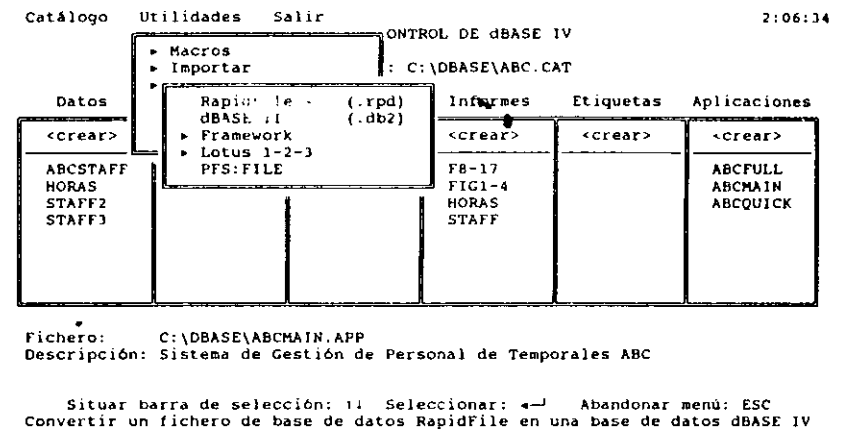 Catálogo Utilidades Salir 2:06:34
ONTROL DE dBASE IV
► Macros
► Importar : C:\DBASE\ABC.CAT
►
(.rpd)
Datos Informes Etiquetas Aplicaciones
dBASE II (.db2)
► Framework
<crear> <crear> <crear> <crear>
► Lotus 1-2-3
ABCSTAFF PFS:FILE F8-17 ABCFULL
HORAS FIG1-4 ABCMAIN
STAFF2 HORAS ABCQUICK
STAFF3 STAFF
Fichero: C:\DBASE\ABCMAIN.APP
Descripción: Sistema de Gestión de Personal de Temporales ABC
Situar barra de selección: ↑↓ Seleccionar: ◄─┘ Abandonar menú: ESC
Convertir un fichero de base de datos RapidFile en una base de datos dBASE IV